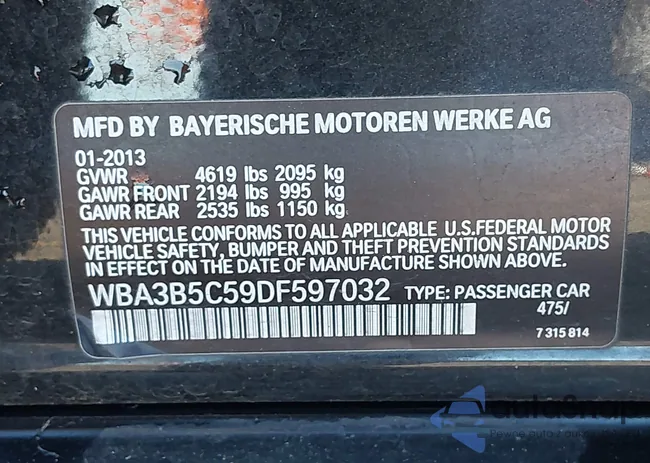 MFD BY BAYERISCHE MOTOREN WERKE AG
01-2013
GVWR 4619 lbs 2095 kg
GAWR FRONT 2194 lbs 995 kg
GAWR REAR 2535 lbs 1150 kg
THIS VEHICLE CONFORMS TO ALL APPLICABLE U.S.FEDERAL MOTOR
VEHICLE SAFETY, BUMPER AND THEFT PREVENTION STANDARDS
IN EFFECT ON THE DATE OF MANUFACTURE SHOWN ABOVE.
WBA3B5C59DF597032 TYPE: PASSENGER CAR
475/
7 315 814